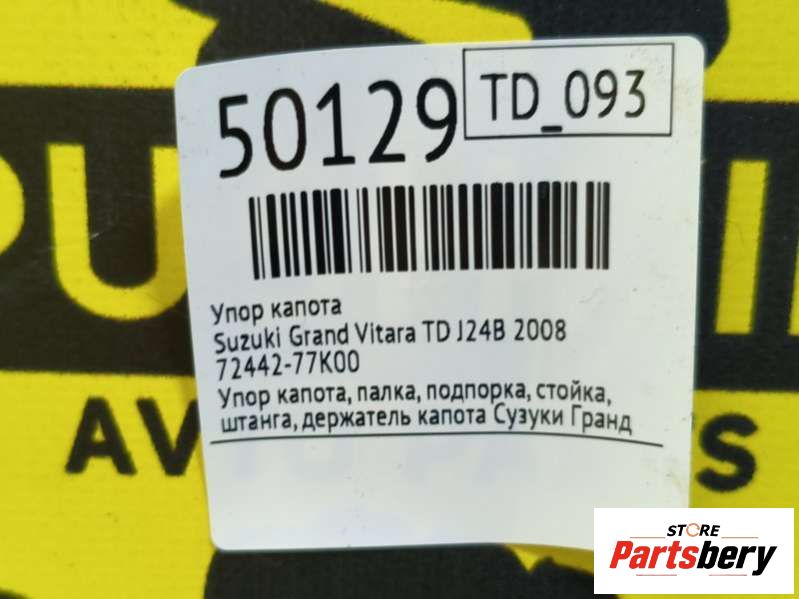 50129
TD_093
Упор капота
Suzuki Grand Vitara TD J24B 2008
72442-77K00
Упор капота, палка, подпорка, стойка,
штанга, держатель капота Сузуки Гранд
STORE
Partsbery